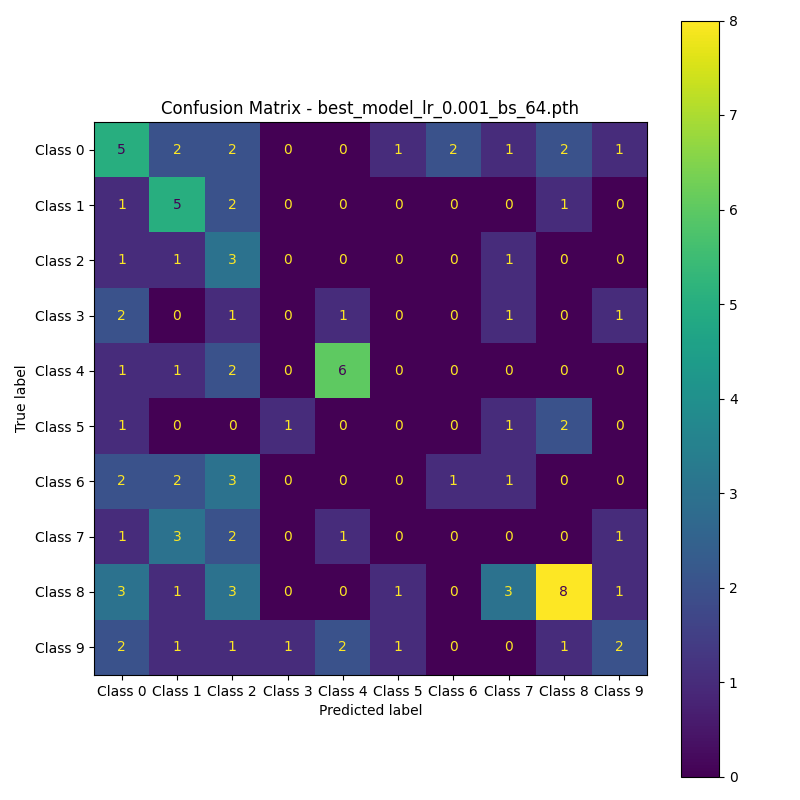 Confusion Matrix - best_model_lr_0.001_bs_64.pth
True label
Class 0 5 2 2 0 0 1 2 1 2 1
Class 1 1 5 2 0 0 0 0 0 1 0
Class 2 1 1 3 0 0 0 0 1 0 0
Class 3 2 0 1 0 1 0 0 1 0 1
Class 4 1 1 2 0 6 0 0 0 0 0
Class 5 1 0 0 1 0 0 0 1 2 0
Class 6 2 2 3 0 0 0 1 1 0 0
Class 7 1 3 2 0 1 0 0 0 0 1
Class 8 3 1 3 0 0 1 0 3 8 1
Class 9 2 1 1 1 2 1 0 0 1 2
Class 0 Class 1 Class 2 Class 3 Class 4 Class 5 Class 6 Class 7 Class 8 Class 9
Predicted label
8
7
6
5
4
3
2
1
0